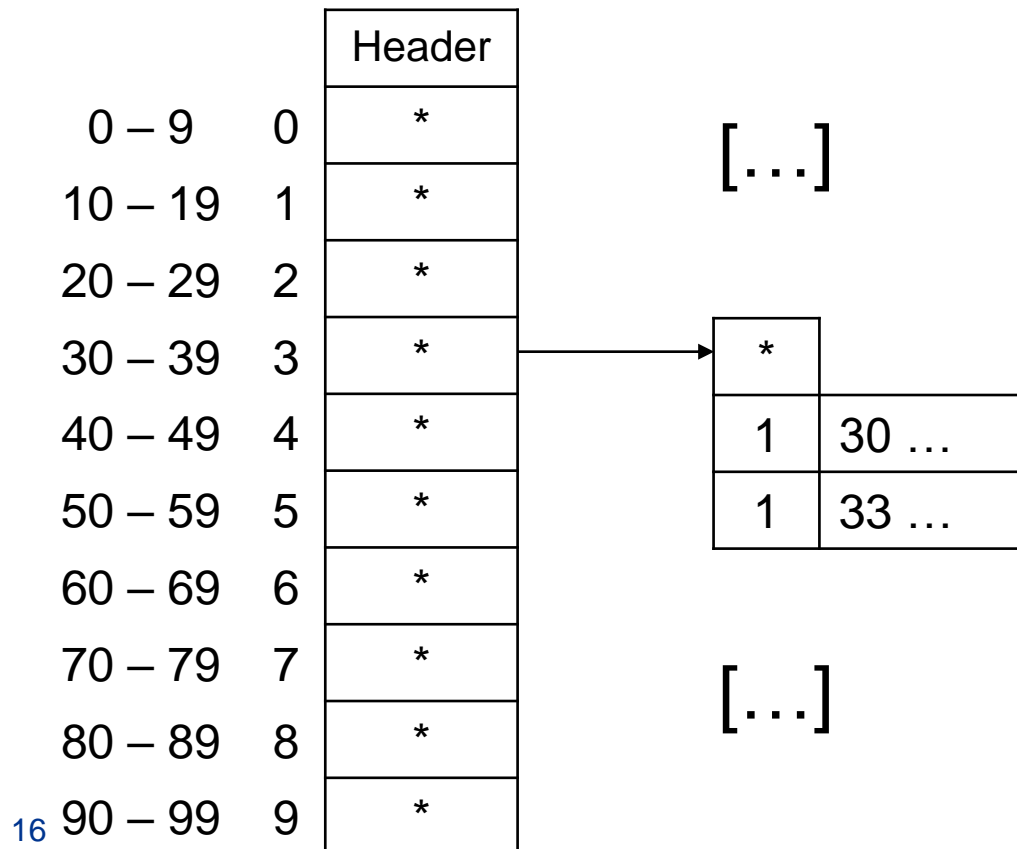 Header
0 – 9 0 * […]
10 – 19 1 *
20 – 29 2 *
30 – 39 3 * *
40 – 49 4 * 1 30 …
50 – 59 5 * 1 33 …
60 – 69 6 *
70 – 79 7 * […]
80 – 89 8 *
90 – 99 9 *
16